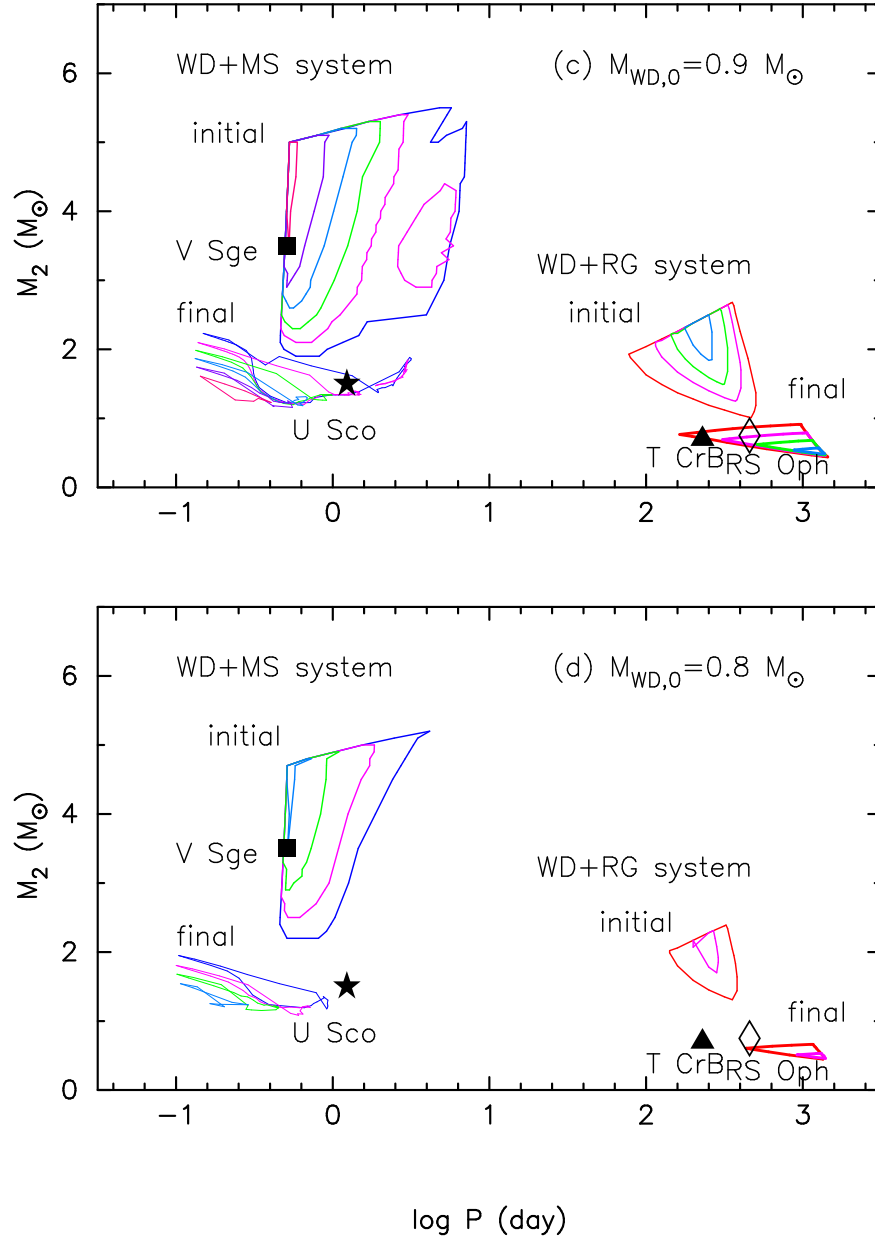 WD+MS system
(c) M_WD,0=0.9 M_⊙
6
initial
4
M_2 (M_⊙)
V Sge
WD+RG system
final
initial
2
final
U Sco
T CrB
RS Oph
0
−1
0
1
2
3
WD+MS system
(d) M_WD,0=0.8 M_⊙
6
initial
4
M_2 (M_⊙)
V Sge
WD+RG system
final
initial
2
final
U Sco
T CrB
RS Oph
0
−1
0
1
2
3
log P (day)